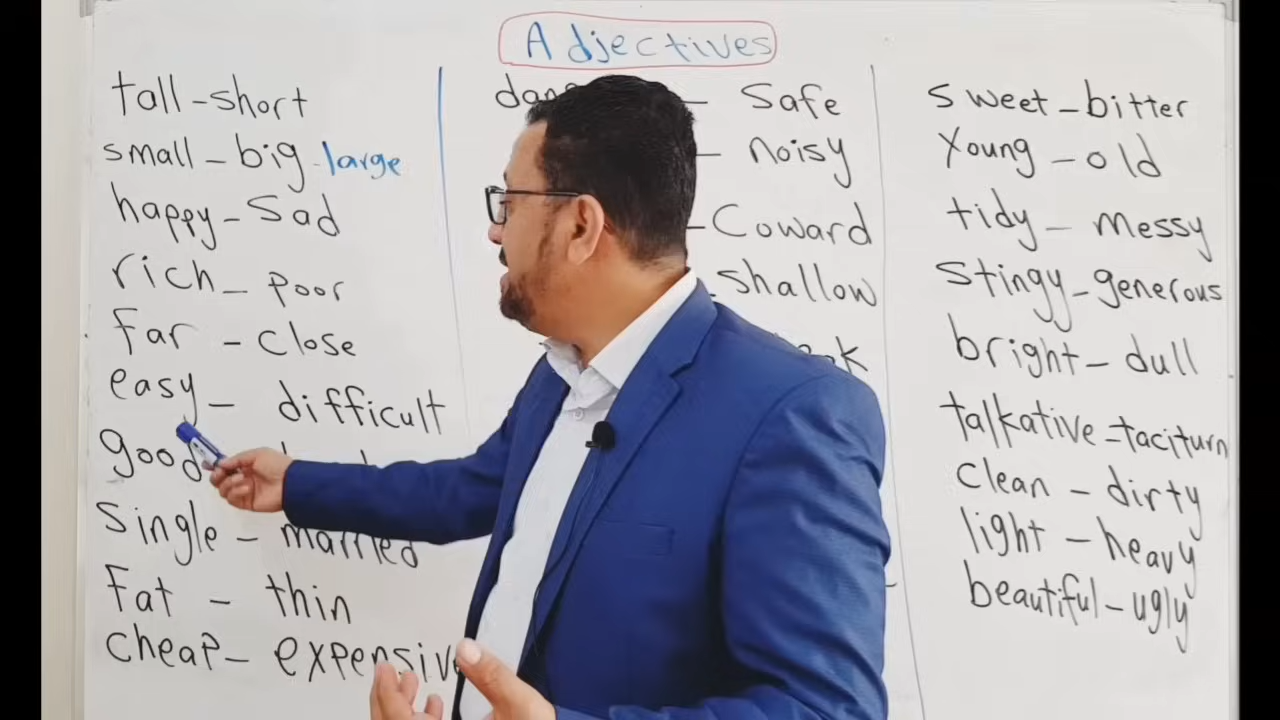 Adjectives
tall - short
small - big - large
happy - Sad
rich - poor
far - close
easy - difficult
good
Single - married
Fat - thin
cheap - expensive
- Safe
- noisy
- Coward
- shallow
sweet - bitter
Young - old
tidy - messy
Stingy - generous
bright - dull
talkative - taciturn
Clean - dirty
light - heavy
beautiful - ugly